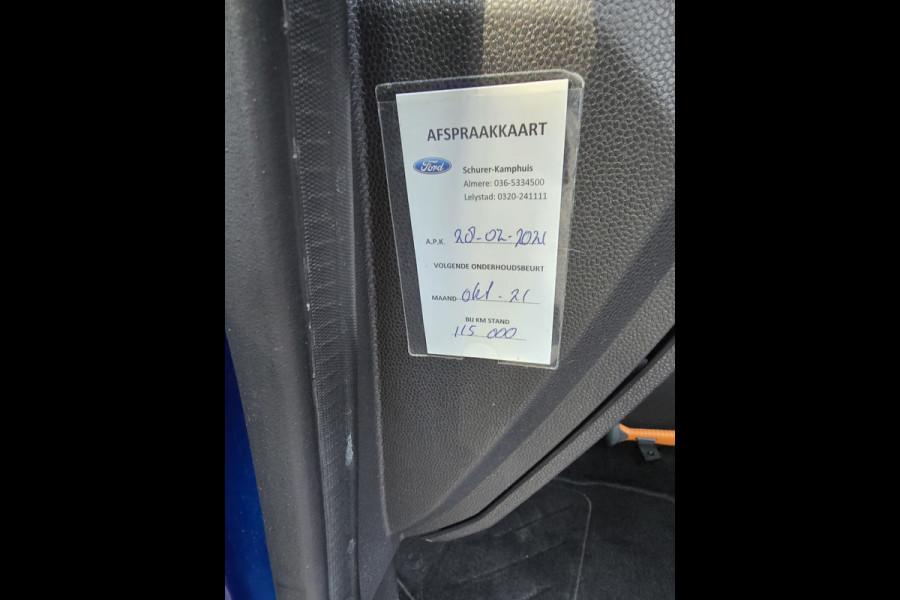 AFSPRAAKKAART
Ford
Schurer-Kamphuis
Almere: 036-5334500
Lelystad: 0320-241111
A.P.K. 28-02-2021
VOLGENDE ONDERHOUDSBEURT
MAAND okt - 21
BIJ KM STAND
115 000